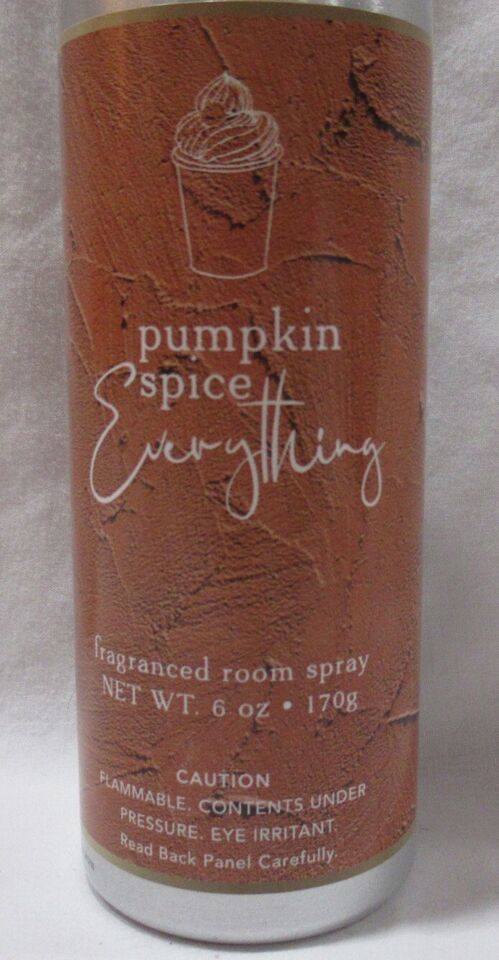 pumpkin
spice
Everything
fragranced room spray
NET WT. 6 oz • 170g
CAUTION
FLAMMABLE. CONTENTS UNDER
PRESSURE. EYE IRRITANT.
Read Back Panel Carefully.